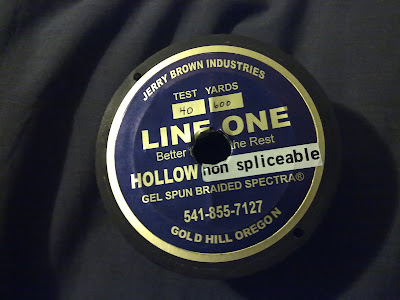 JERRY BROWN INDUSTRIES
TEST YARDS
40 600
LINE ONE
Better the Rest
HOLLOW non spliceable
GEL SPUN BRAIDED SPECTRA®
541-855-7127
GOLD HILL OREGON